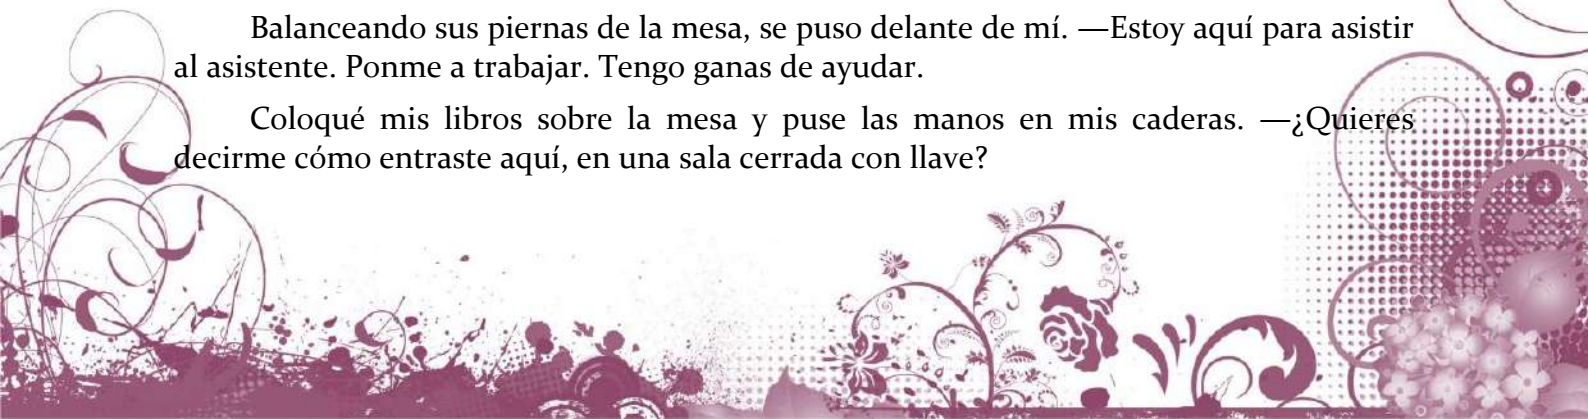 Balanceando sus piernas de la mesa, se puso delante de mí. —Estoy aquí para asistir
al asistente. Ponme a trabajar. Tengo ganas de ayudar.
Coloqué mis libros sobre la mesa y puse las manos en mis caderas. —¿Quieres
decirme cómo entraste aquí, en una sala cerrada con llave?